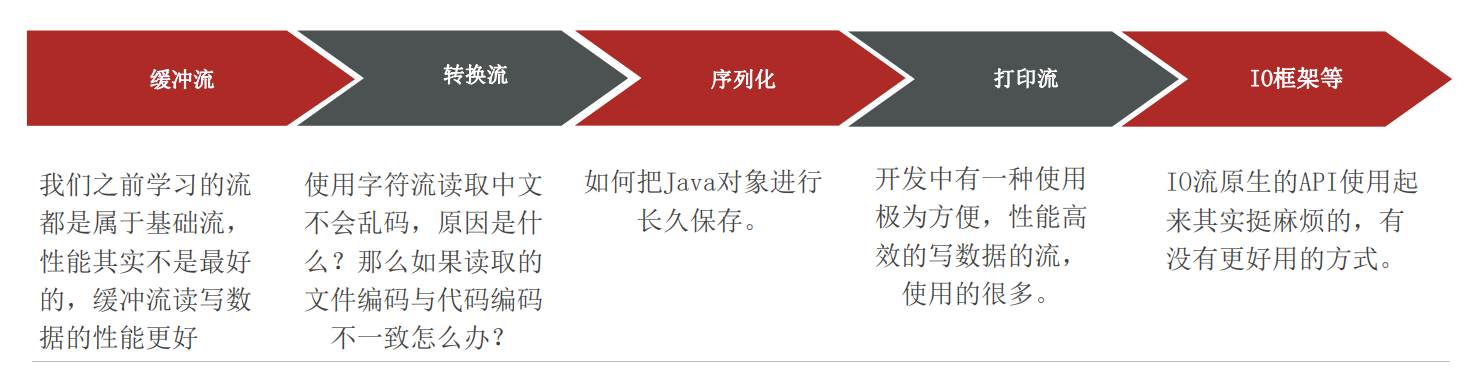 缓冲流
转换流
序列化
打印流
IO框架等
我们之前学习的流
都是属于基础流,
性能其实不是最好
的,缓冲流读写数
据的性能更好
使用字符流读取中文
不会乱码,原因是什
么?那么如果读取的
文件编码与代码编码
不一致怎么办?
如何把Java对象进行
长久保存。
开发中有一种使用
极为方便,性能高
效的写数据的流,
使用的很多。
IO流原生的API使用起
来其实挺麻烦的,有
没有更好用的方式。